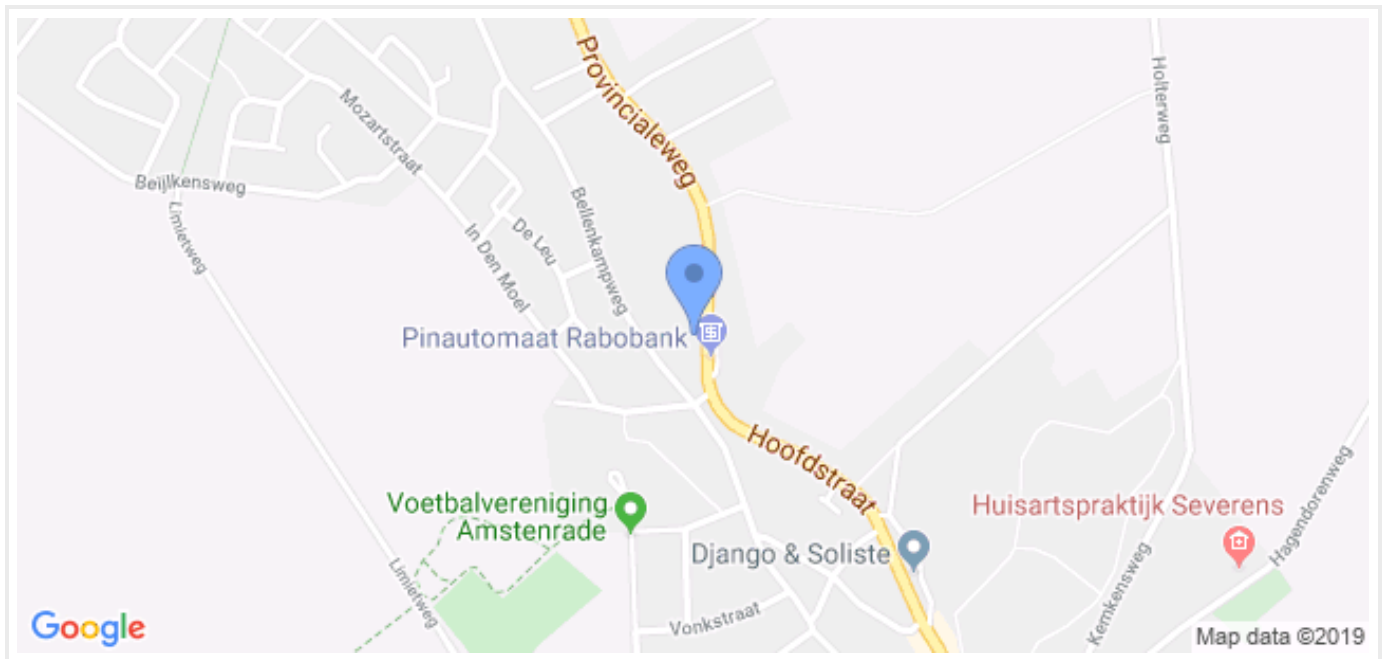 Provincialeweg
Holterweg
Mozartstraat
Beijlkensweg
Limietweg
Bellenkampweg
De Leu
In Den Moel
Pinautomaat Rabobank
Hoofdstraat
Voetbalvereniging
Amstenrade
Huisartspraktijk Severens
Hagendorenweg
Django & Soliste
Kemkensweg
Limietweg
Vonkstraat
Google
Map data ©2019